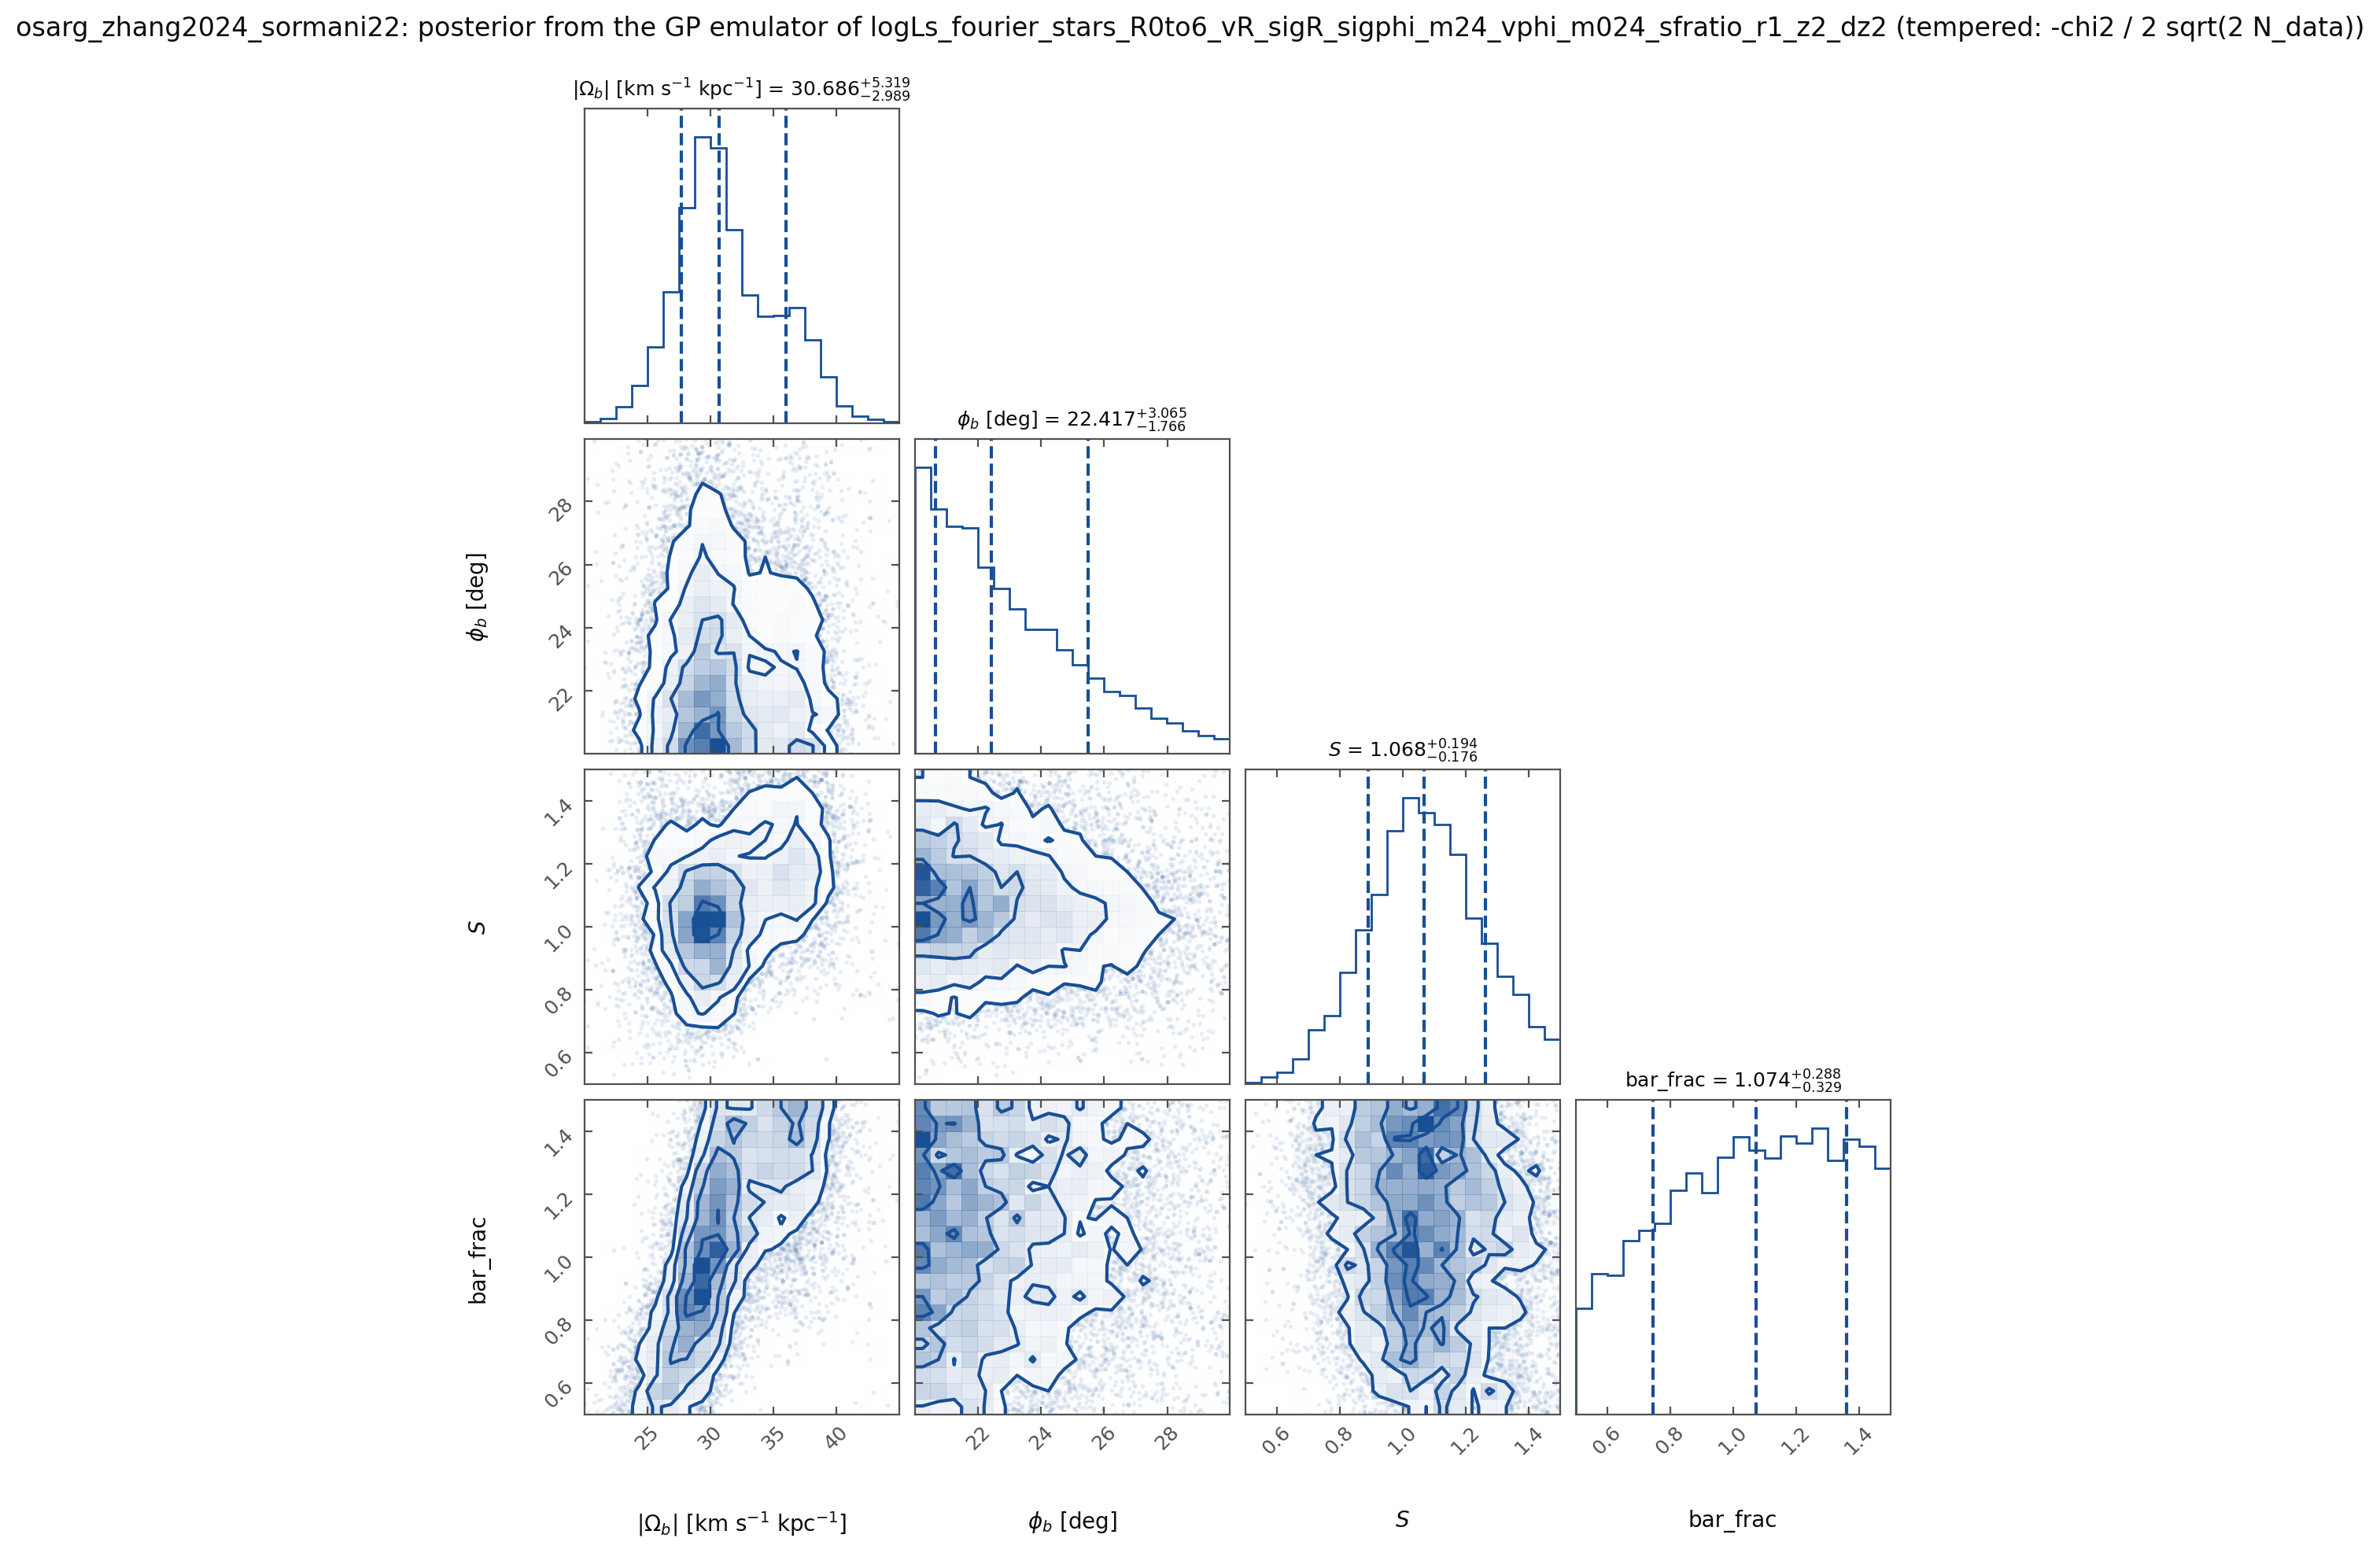 osarg_zhang2024_sormani22: posterior from the GP emulator of logLs_fourier_stars_R0to6_vR_sigR_sigphi_m24_vphi_m024_sfratio_r1_z2_dz2 (tempered: -chi2 / 2 sqrt(2 N_data))
|Ω_b| [km s⁻¹ kpc⁻¹] = 30.686^{+5.319}_{−2.989}
ϕ_b [deg] = 22.417^{+3.065}_{−1.766}
28
26
24
22
ϕ_b [deg]
S = 1.068^{+0.194}_{−0.176}
1.4
1.2
1.0
0.8
0.6
S
bar_frac = 1.074^{+0.288}_{−0.329}
1.4
1.2
1.0
0.8
0.6
bar_frac
25 30 35 40 22 24 26 28 0.6 0.8 1.0 1.2 1.4 0.6 0.8 1.0 1.2 1.4
|Ω_b| [km s⁻¹ kpc⁻¹] ϕ_b [deg] S bar_frac